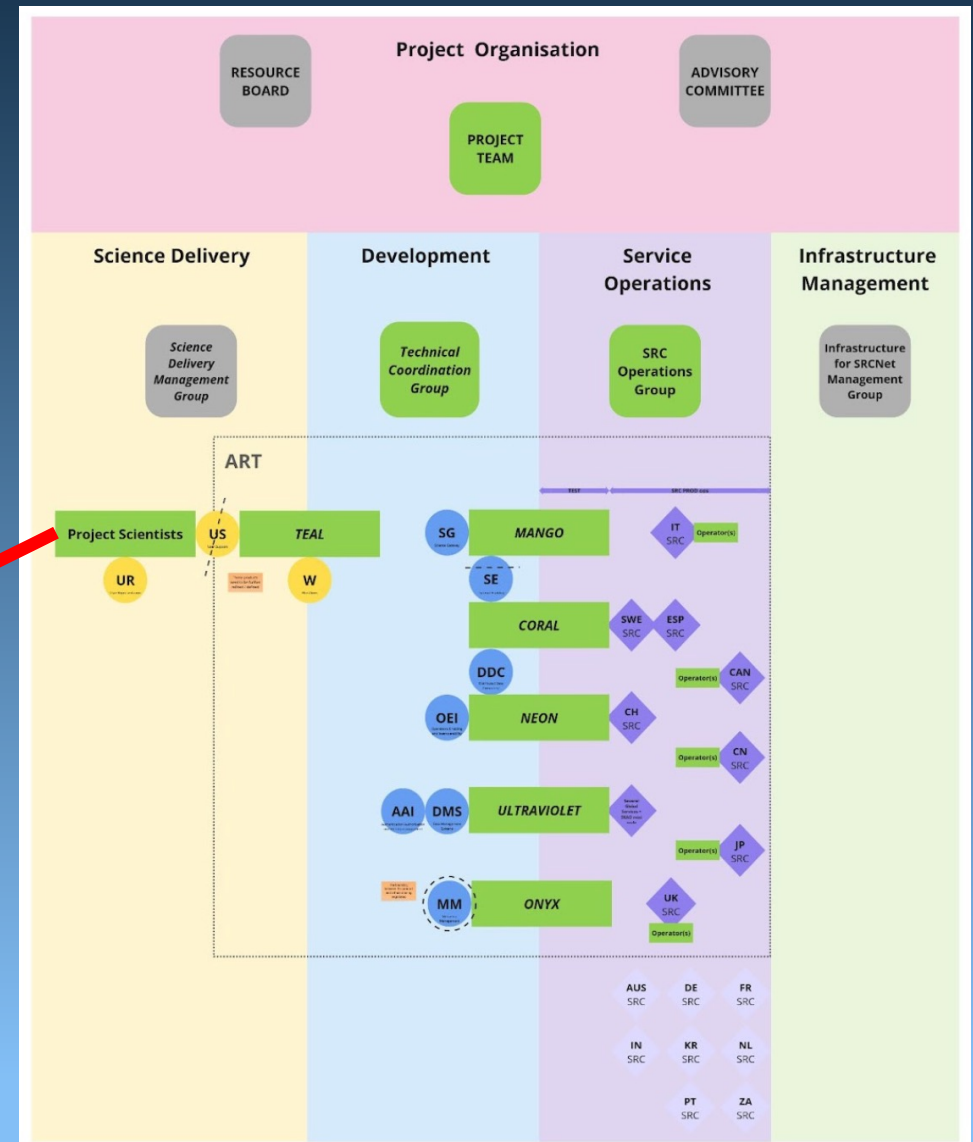 Project Organisation
RESOURCE
BOARD
ADVISORY
COMMITTEE
PROJECT
TEAM
Science Delivery
Development
Service
Operations
Infrastructure
Management
Science
Delivery
Management
Group
Technical
Coordination
Group
SRC
Operations
Group
Infrastructure
for SRCNet
Management
Group
ART
Project Scientists
US
TEAL
SG
MANGO
IT
SRC
Operator(s)
UR
W
SE
CORAL
SWE
SRC
ESP
SRC
DDC
Operator(s)
CAN
SRC
OEI
NEON
CH
SRC
Operator(s)
CN
SRC
AAI
DMS
ULTRAVIOLET
Operator(s)
JP
SRC
MM
ONYX
UK
SRC
Operator(s)
AUS
SRC
DE
SRC
FR
SRC
IN
SRC
KR
SRC
NL
SRC
PT
SRC
ZA
SRC